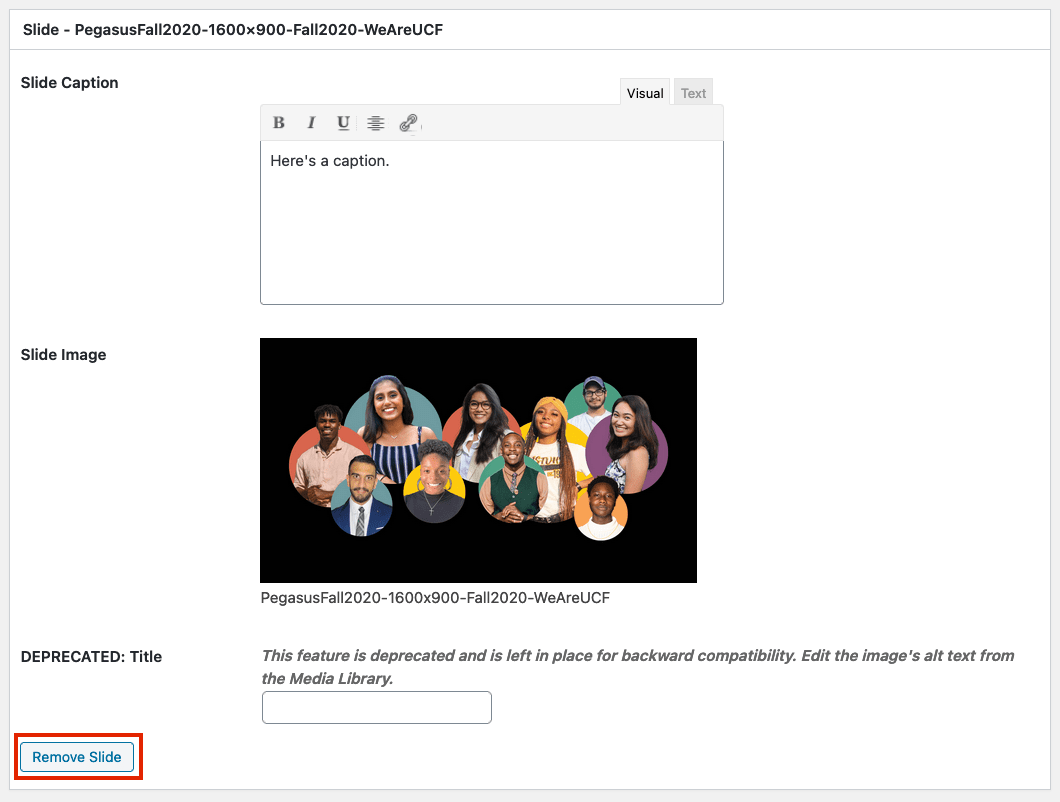 Slide - PegasusFall2020-1600×900-Fall2020-WeAreUCF
Slide Caption
Visual Text
B I U
Here's a caption.
Slide Image
PegasusFall2020-1600x900-Fall2020-WeAreUCF
DEPRECATED: Title
This feature is deprecated and is left in place for backward compatibility. Edit the image's alt text from
the Media Library.
Remove Slide